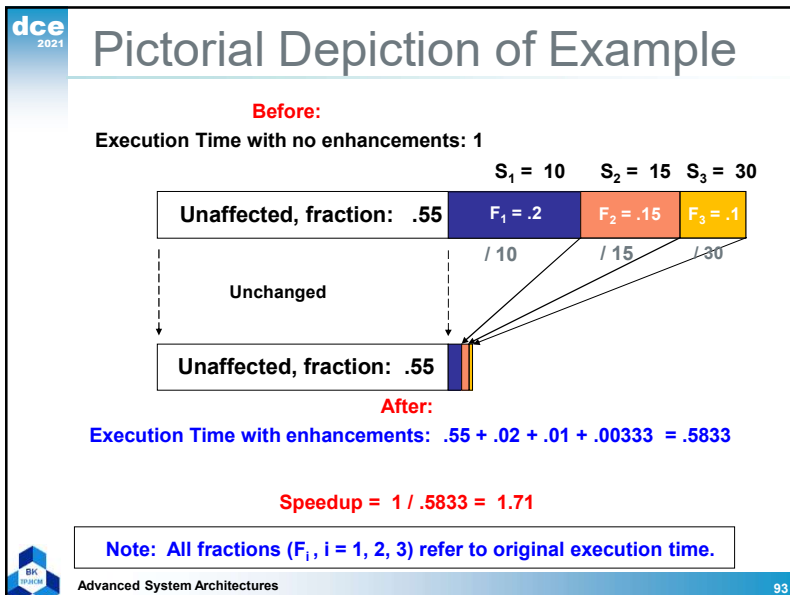 dce
2021
Pictorial Depiction of Example
Before:
Execution Time with no enhancements: 1
S₁ = 10 S₂ = 15 S₃ = 30
Unaffected, fraction: .55 F₁ = .2 F₂ = .15 F₃ = .1
/ 10 / 15 / 30
Unchanged
Unaffected, fraction: .55
After:
Execution Time with enhancements: .55 + .02 + .01 + .00333 = .5833
Speedup = 1 / .5833 = 1.71
Note: All fractions (Fᵢ , i = 1, 2, 3) refer to original execution time.
BK
TP.HCM
Advanced System Architectures 93